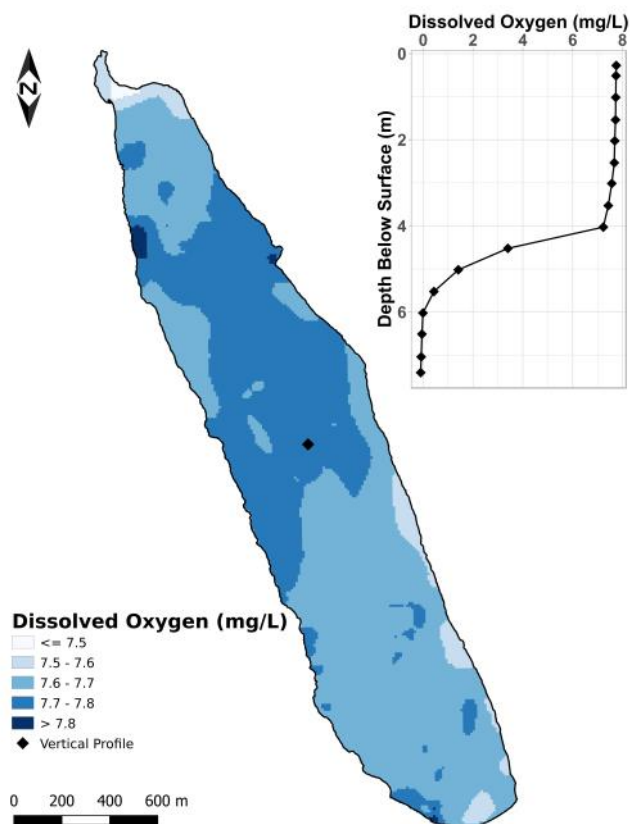 Dissolved Oxygen (mg/L)
0 2 4 6 8
0
2
4
6
Depth Below Surface (m)
N
Dissolved Oxygen (mg/L)
<= 7.5
7.5 - 7.6
7.6 - 7.7
7.7 - 7.8
> 7.8
Vertical Profile
0 200 400 600 m